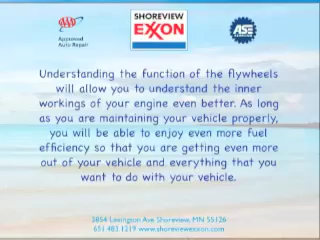 AAA
Approved
Auto Repair
SHOREVIEW
EXXON
ASE
Understanding the function of the flywheels
will allow you to understand the inner
workings of your engine even better. As long
as you are maintaining your vehicle properly,
you will be able to enjoy even more fuel
efficiency so that you are getting even more
out of your vehicle and everything that you
want to do with your vehicle.
3854 Lexington Ave Shoreview, MN 55126
651.483.1219 www.shoreviewexxon.com